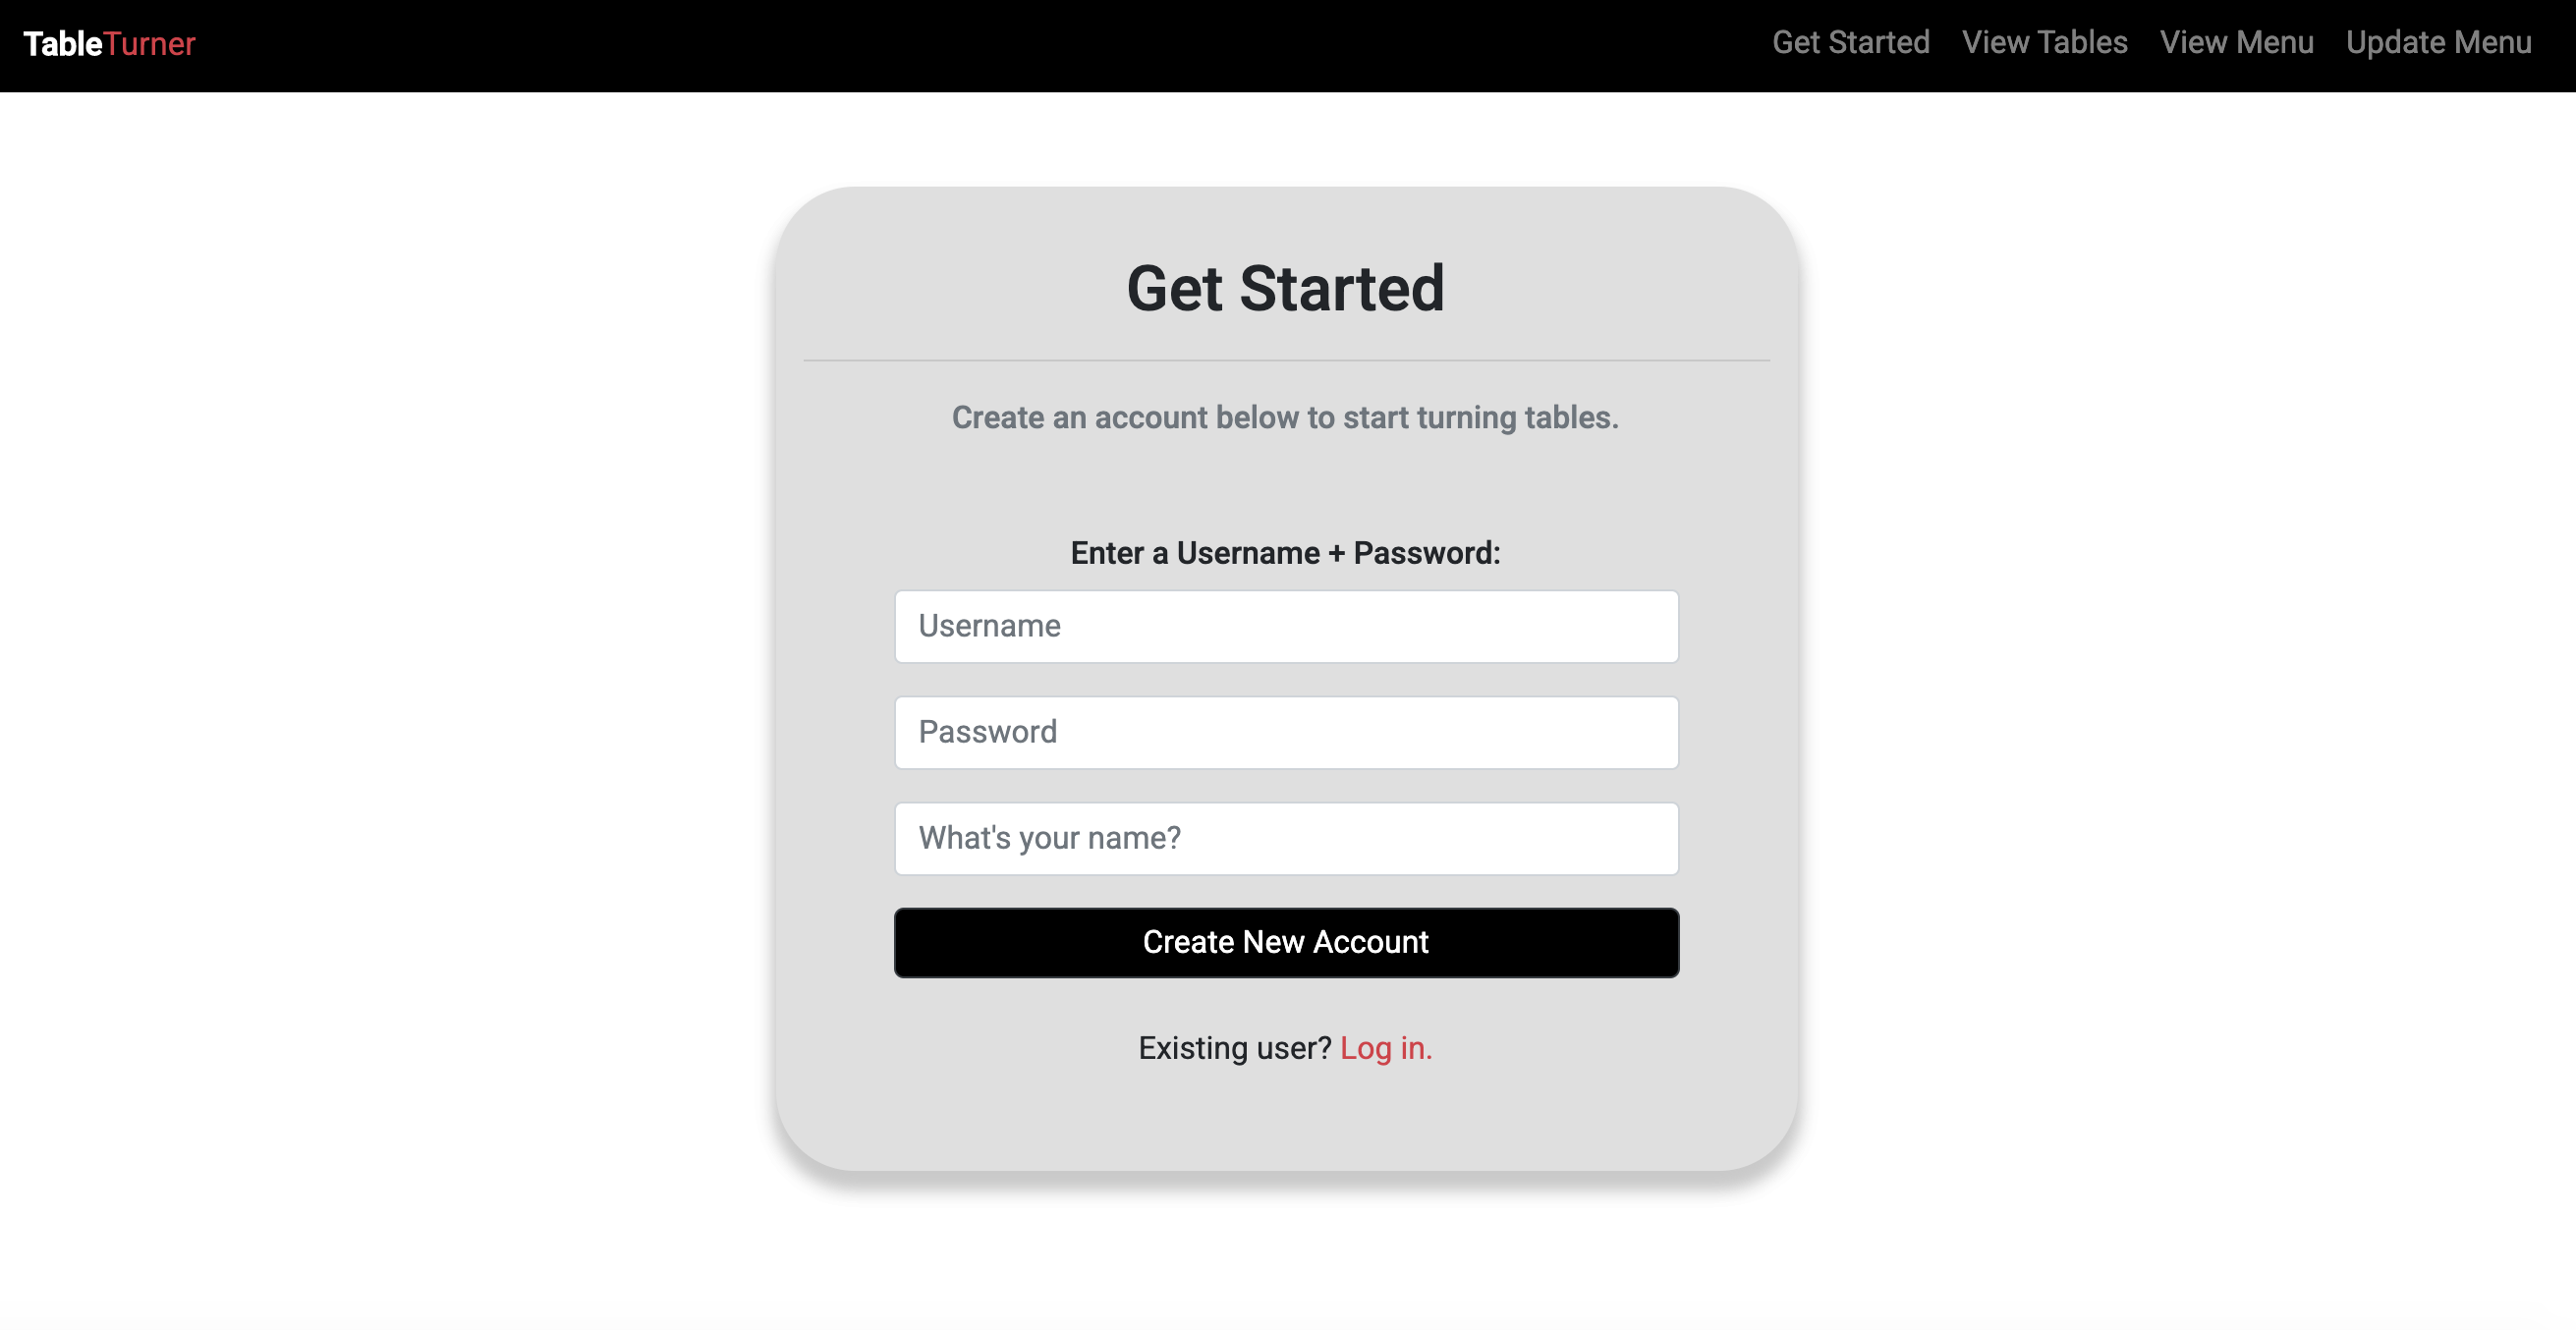 TableTurner
Get Started View Tables View Menu Update Menu
Get Started
Create an account below to start turning tables.
Enter a Username + Password:
Username
Password
What's your name?
Create New Account
Existing user? Log in.